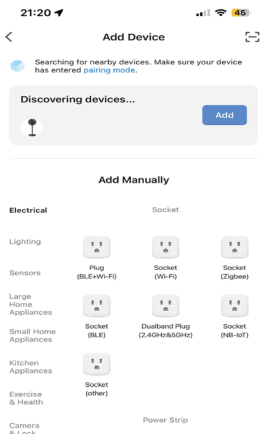 21:20
45
Add Device
Searching for nearby devices. Make sure your device
has entered pairing mode.
Discovering devices...
Add
Add Manually
Electrical
Socket
Lighting
Plug
(BLE+Wi-Fi)
Socket
(Wi-Fi)
Socket
(Zigbee)
Sensors
Large
Home
Appliances
Socket
(BLE)
Dualband Plug
(2.4GHz&5GHz)
Socket
(NB-IoT)
Small Home
Appliances
Kitchen
Appliances
Socket
(other)
Exercise
& Health
Power Strip
Camera
& Lock